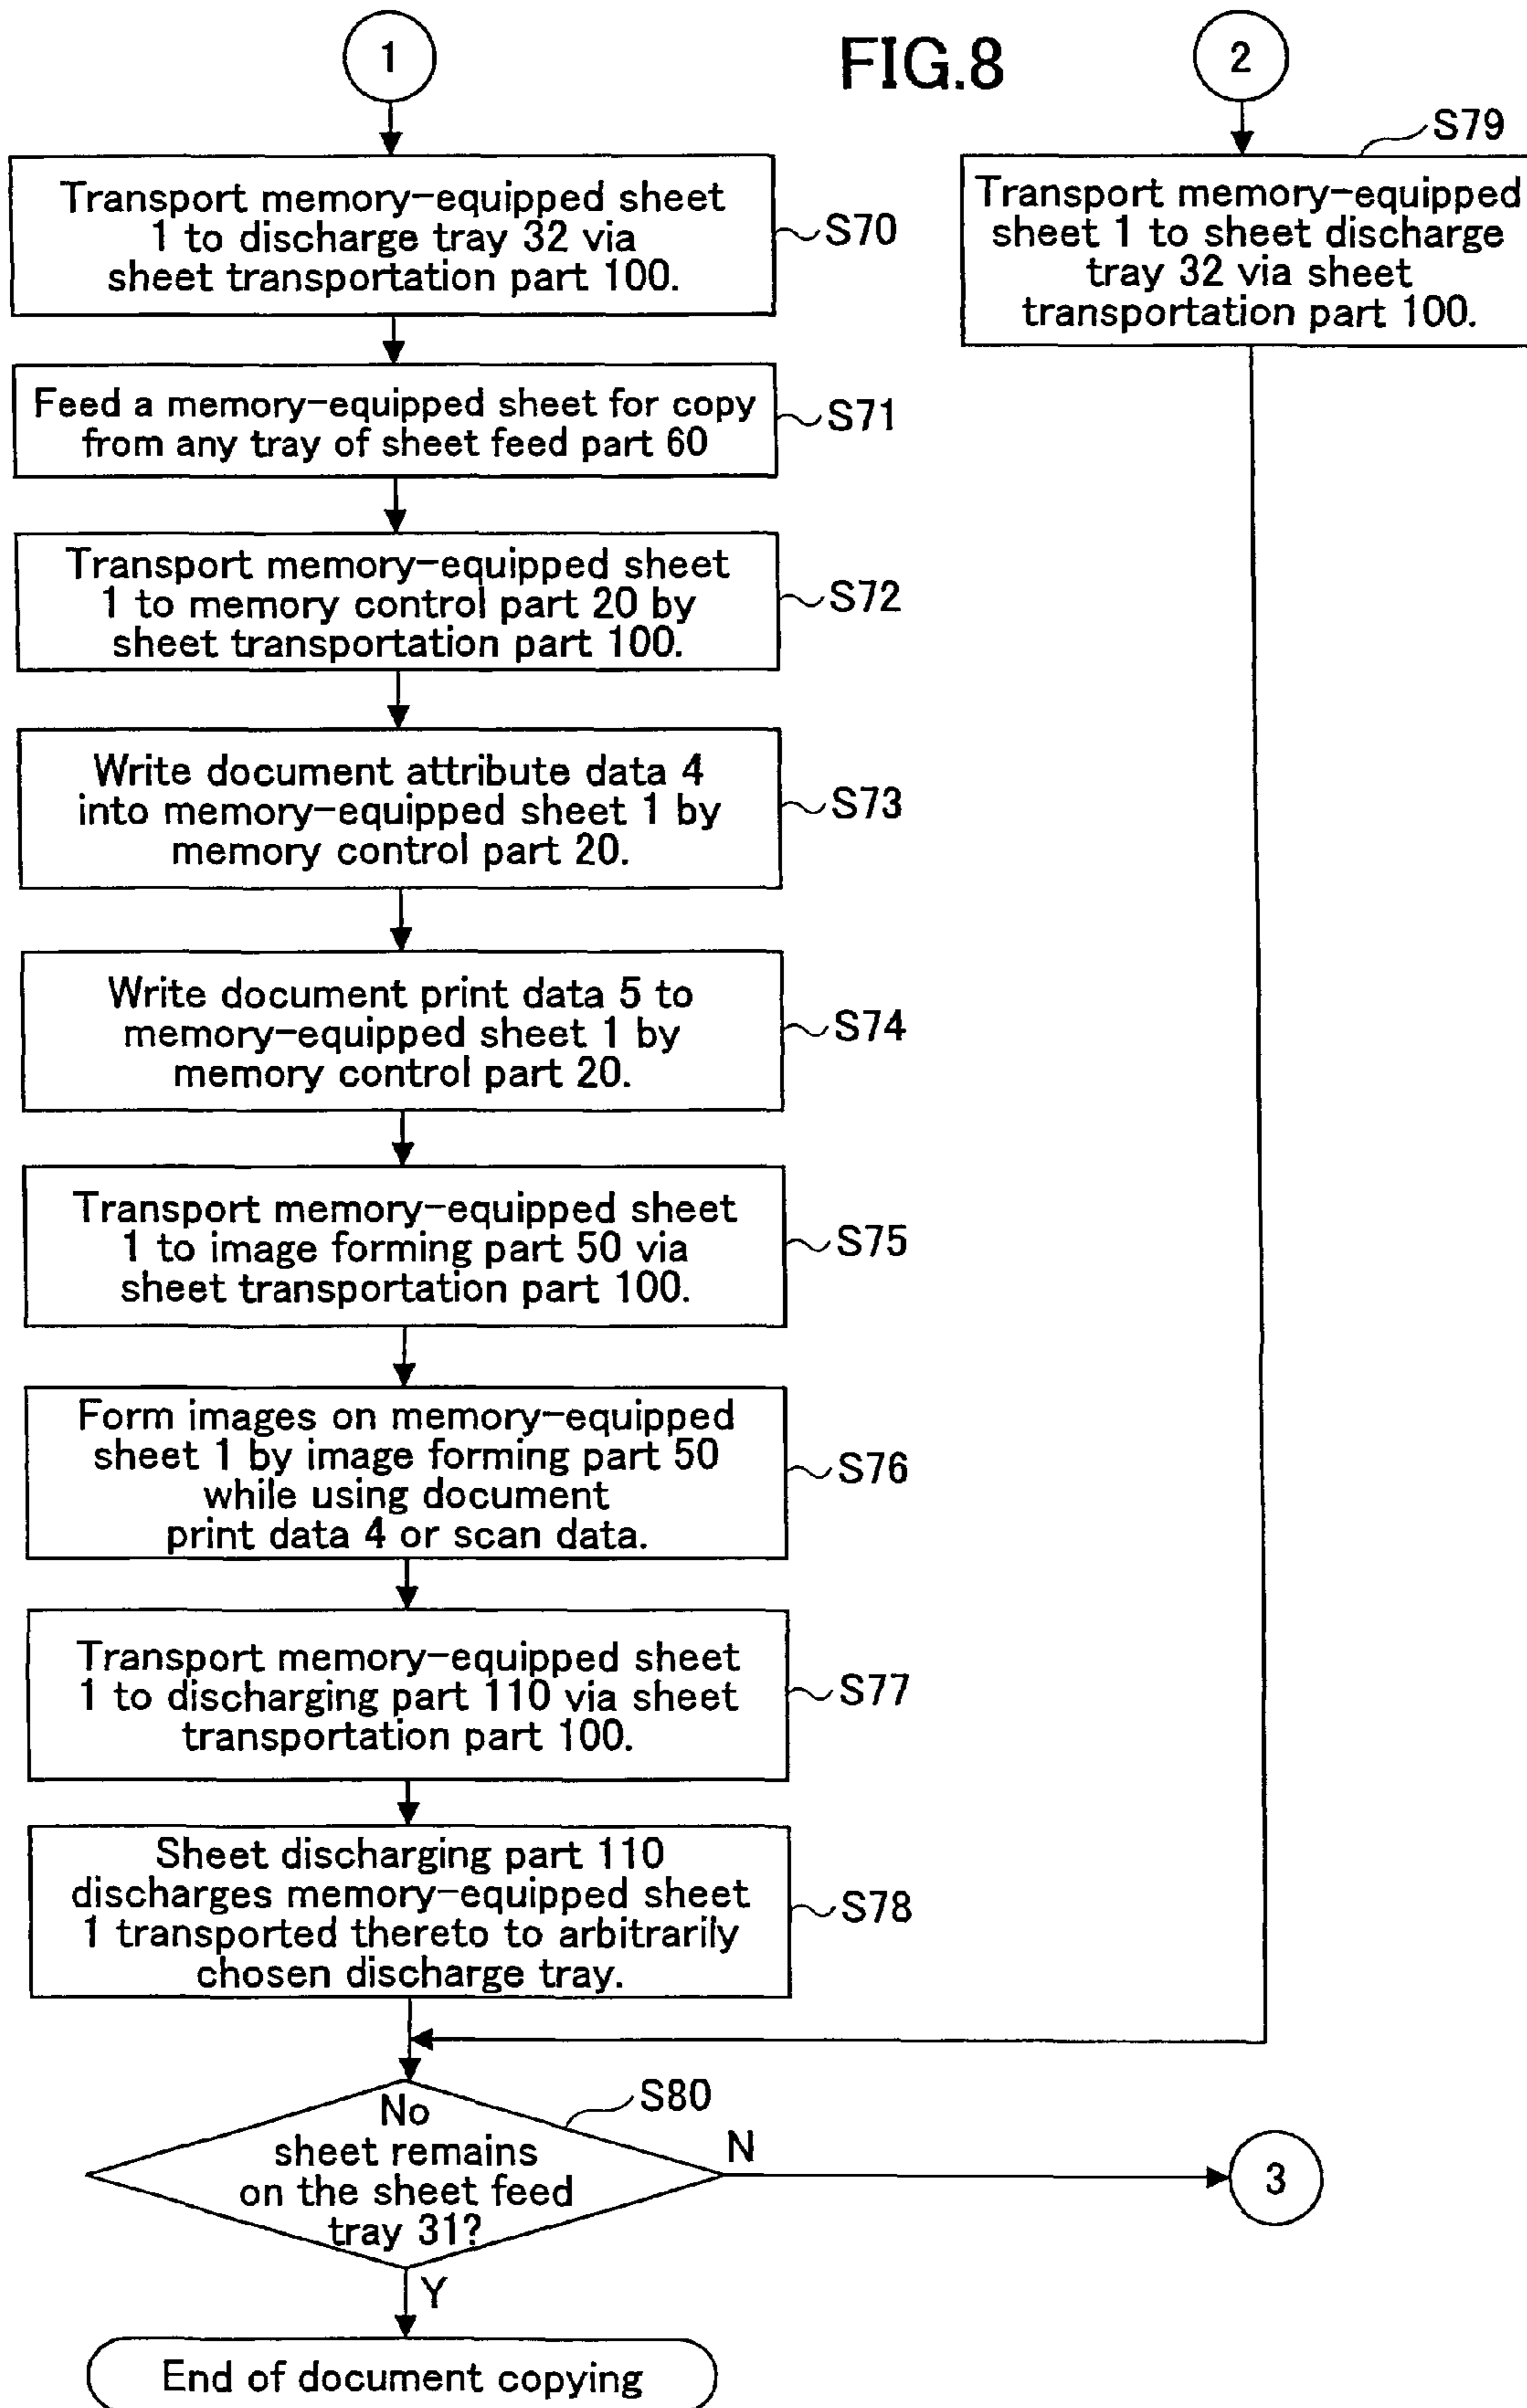 1
FIG.8
2
S79
Transport memory-equipped sheet
1 to discharge tray 32 via
sheet transportation part 100.
S70
Transport memory-equipped
sheet 1 to sheet discharge
tray 32 via sheet
transportation part 100.
Feed a memory-equipped sheet for copy
from any tray of sheet feed part 60
S71
Transport memory-equipped sheet
1 to memory control part 20 by
sheet transportation part 100.
S72
Write document attribute data 4
into memory-equipped sheet 1 by
memory control part 20.
S73
Write document print data 5 to
memory-equipped sheet 1 by
memory control part 20.
S74
Transport memory-equipped sheet
1 to image forming part 50 via
sheet transportation part 100.
S75
Form images on memory-equipped
sheet 1 by image forming part 50
while using document
print data 4 or scan data.
S76
Transport memory-equipped sheet
1 to discharging part 110 via sheet
transportation part 100.
S77
Sheet discharging part 110
discharges memory-equipped sheet
1 transported thereto to arbitrarily
chosen discharge tray.
S78
S80
No
sheet remains
on the sheet feed
tray 31?
N
3
Y
End of document copying